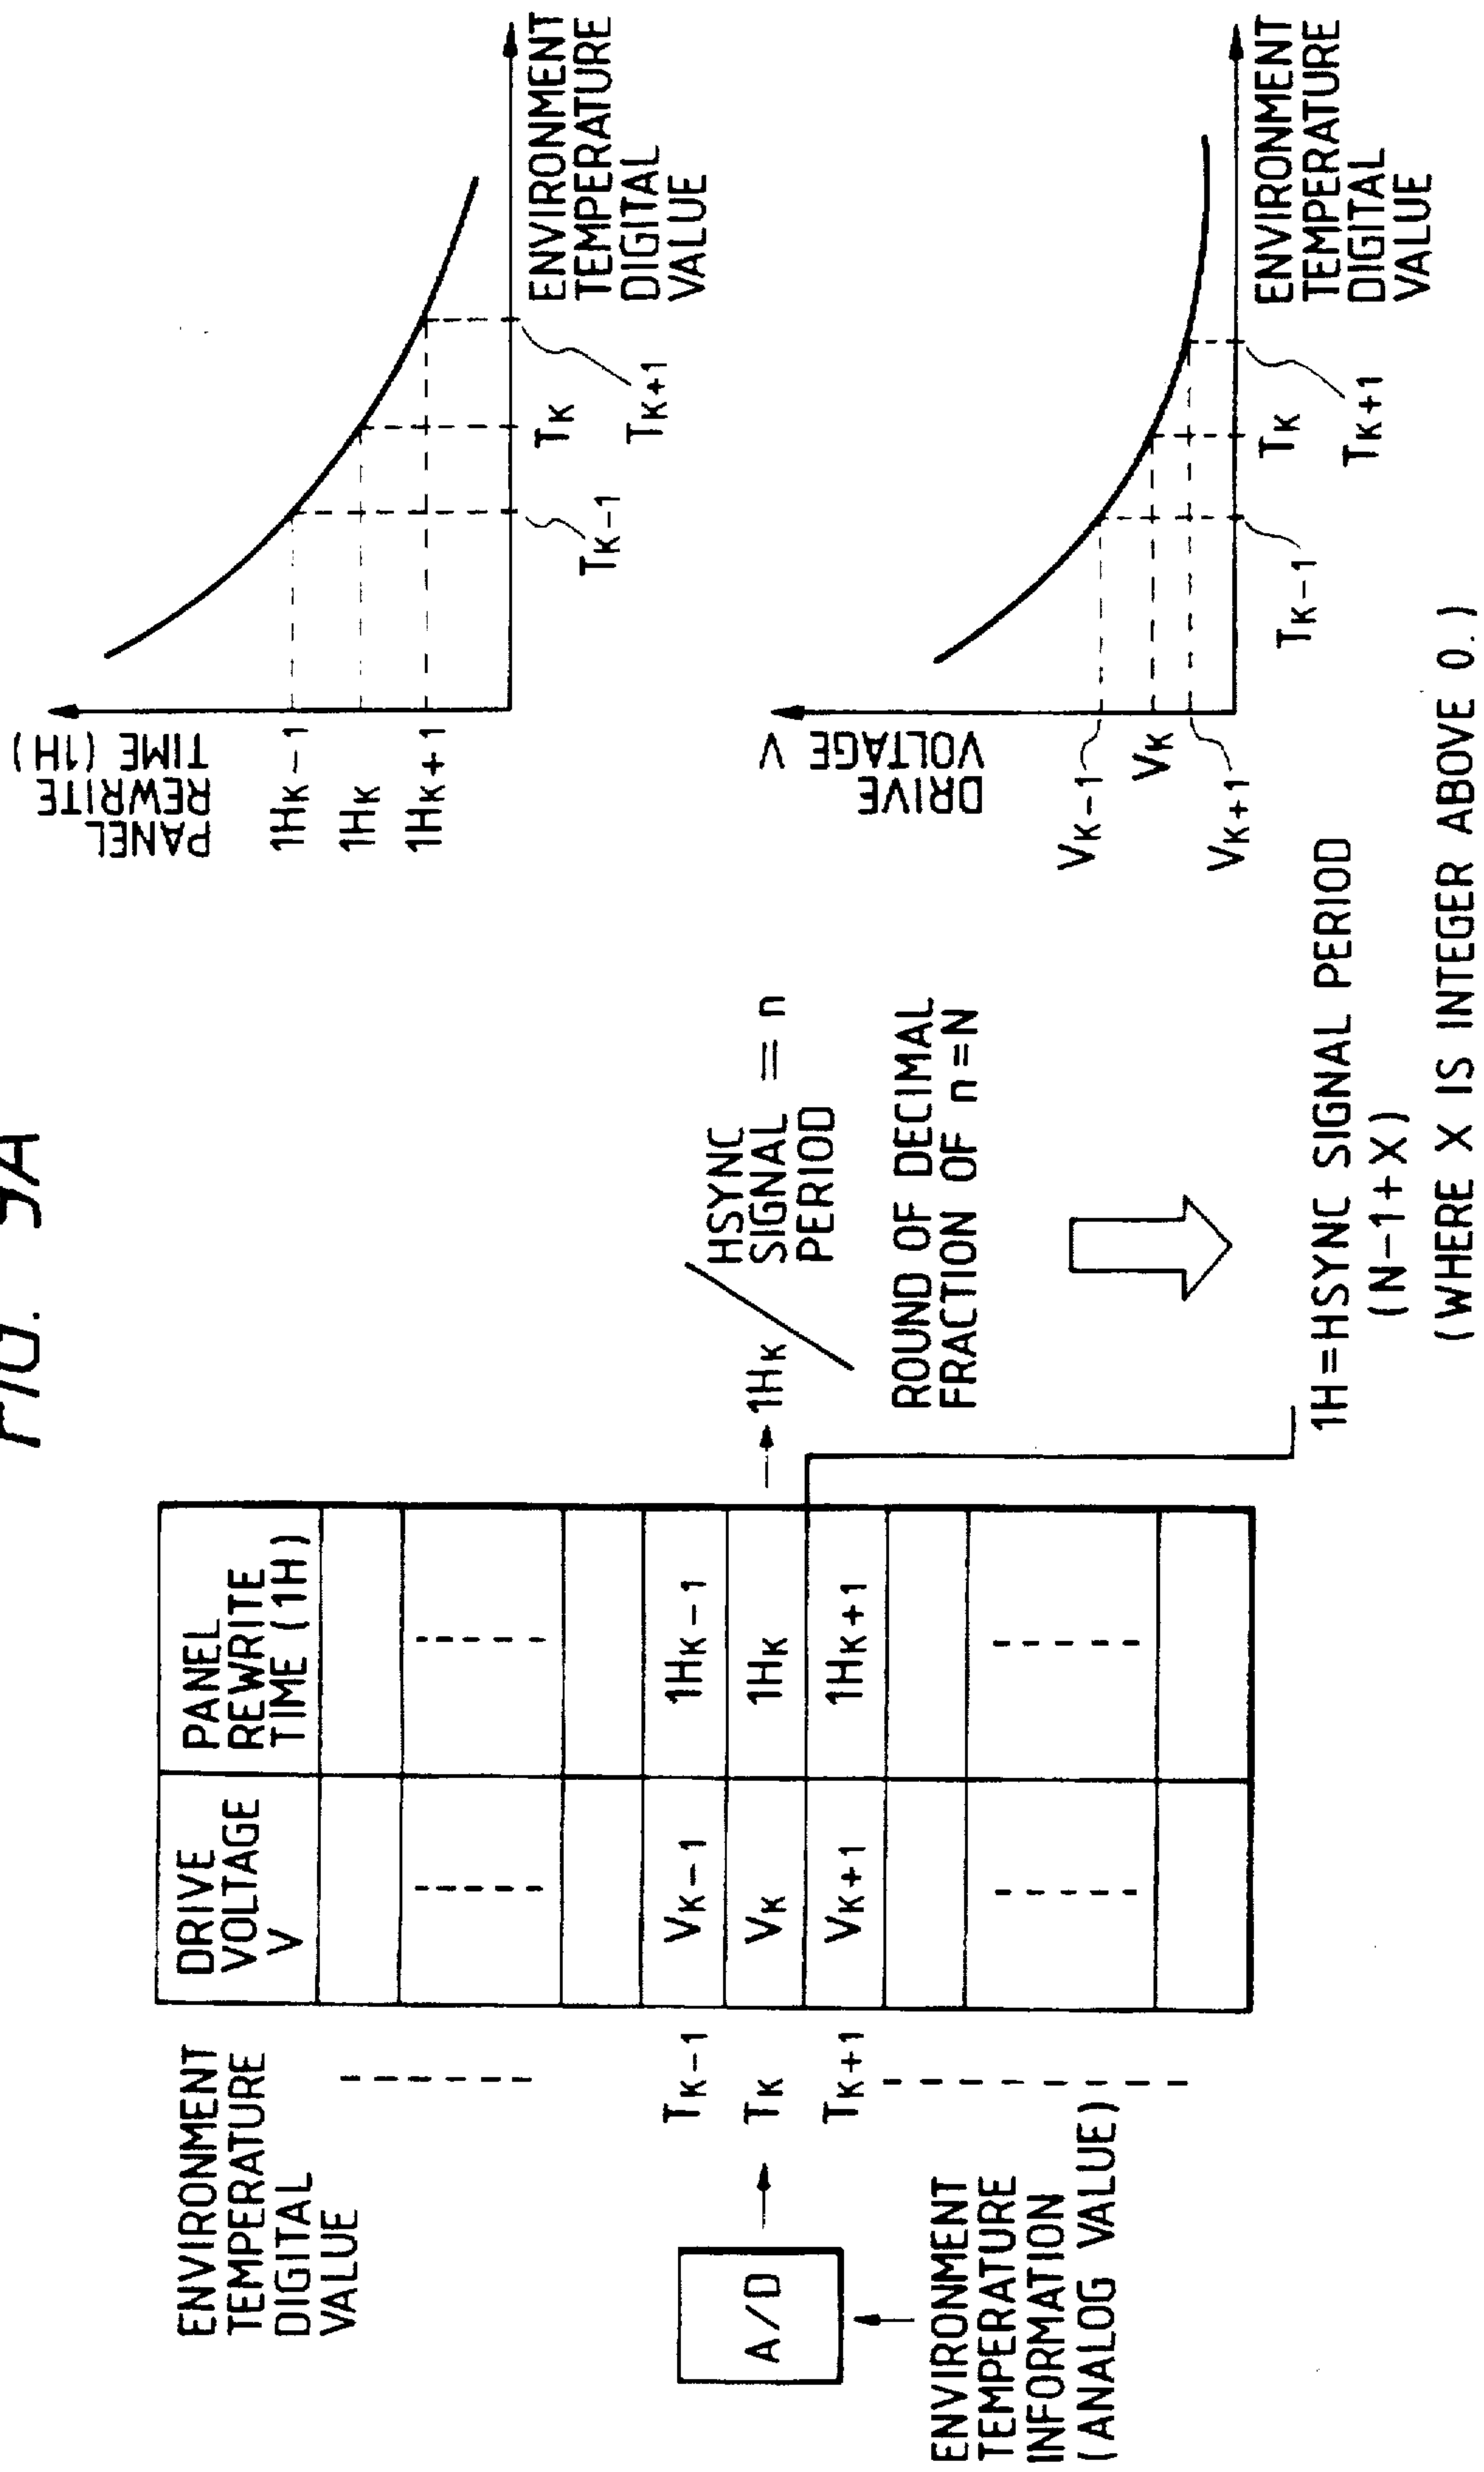 FIG.
ENVIRONMENT
TEMPERATURE
DIGITAL
VALUE
DRIVE
VOLTAGE
V
PANEL
REWRITE
TIME (1H)
TK-1
VK-1
1HK-1
TK
VK
1HK
TK+1
VK+1
1HK+1
A/D
ENVIRONMENT
TEMPERATURE
INFORMATION
(ANALOG VALUE)
1HK
HSYNC
SIGNAL = n
PERIOD
ROUND OF DECIMAL
FRACTION OF n=N
1H=HSYNC SIGNAL PERIOD
(N-1+X)
(WHERE X IS INTEGER ABOVE 0.)
PANEL
REWRITE
TIME (1H)
1HK-1
1HK
1HK+1
TK-1
TK
TK+1
ENVIRONMENT
TEMPERATURE
DIGITAL
VALUE
DRIVE
VOLTAGE V
VK-1
VK
VK+1
TK-1
TK
TK+1
ENVIRONMENT
TEMPERATURE
DIGITAL
VALUE